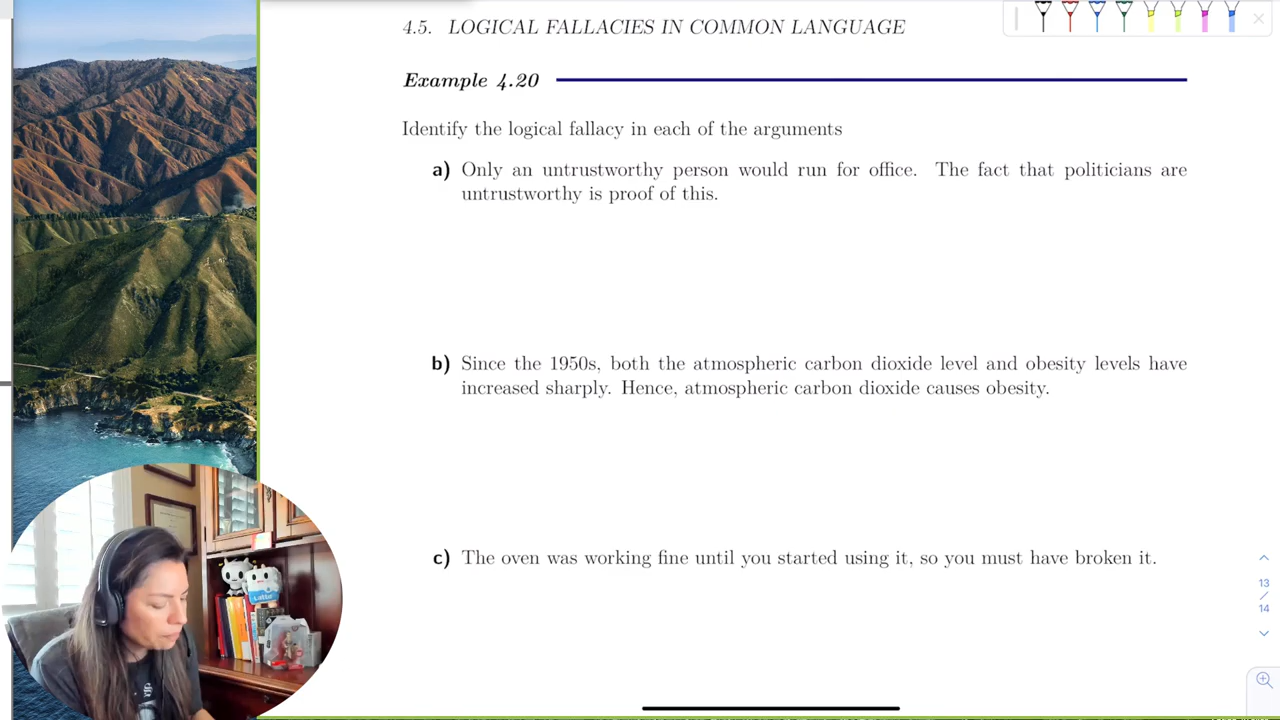 4.5. LOGICAL FALLACIES IN COMMON LANGUAGE
Example 4.20
Identify the logical fallacy in each of the arguments
a) Only an untrustworthy person would run for office. The fact that politicians are
untrustworthy is proof of this.
b) Since the 1950s, both the atmospheric carbon dioxide level and obesity levels have
increased sharply. Hence, atmospheric carbon dioxide causes obesity.
c) The oven was working fine until you started using it, so you must have broken it.
13
/
14